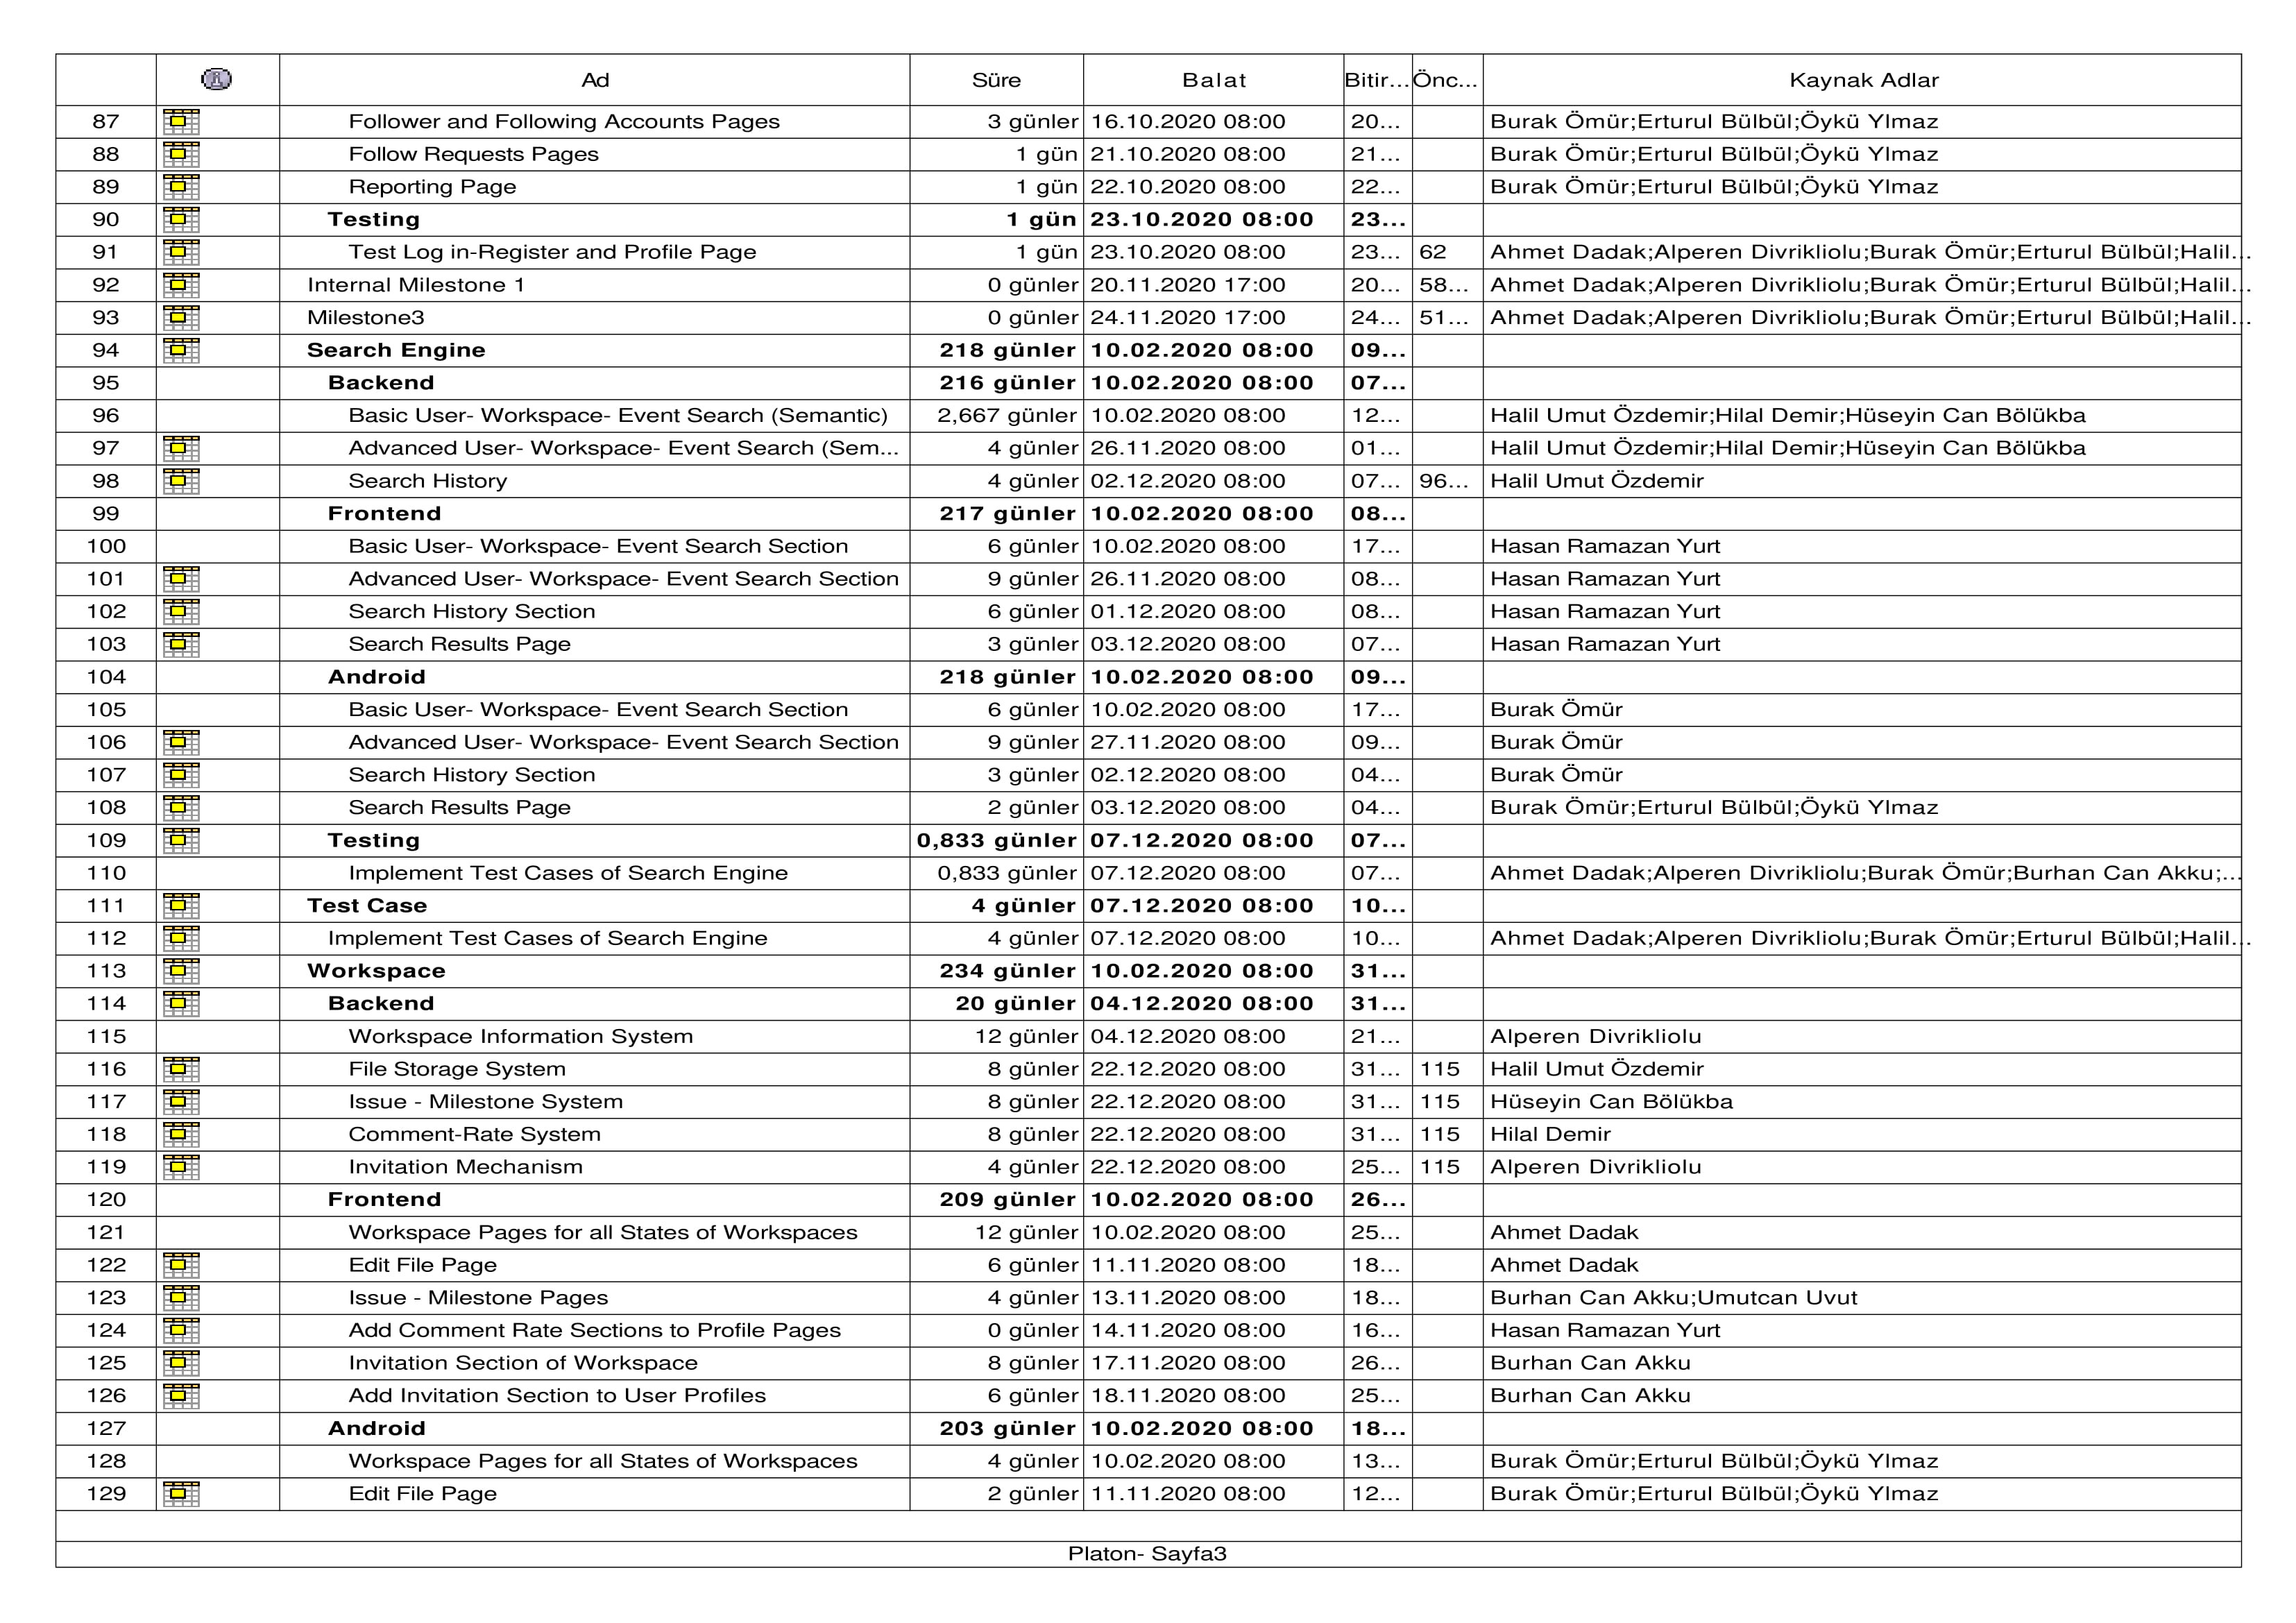 Ad Süre Balat Bitir... Önc... Kaynak Adlar
87 Follower and Following Accounts Pages 3 günler 16.10.2020 08:00 20... Burak Ömür;Erturul Bülbül;Öykü Ylmaz
88 Follow Requests Pages 1 gün 21.10.2020 08:00 21... Burak Ömür;Erturul Bülbül;Öykü Ylmaz
89 Reporting Page 1 gün 22.10.2020 08:00 22... Burak Ömür;Erturul Bülbül;Öykü Ylmaz
90 Testing 1 gün 23.10.2020 08:00 23...
91 Test Log in-Register and Profile Page 1 gün 23.10.2020 08:00 23... 62 Ahmet Dadak;Alperen Divrikliolu;Burak Ömür;Erturul Bülbül;Halil...
92 Internal Milestone 1 0 günler 20.11.2020 17:00 20... 58... Ahmet Dadak;Alperen Divrikliolu;Burak Ömür;Erturul Bülbül;Halil...
93 Milestone3 0 günler 24.11.2020 17:00 24... 51... Ahmet Dadak;Alperen Divrikliolu;Burak Ömür;Erturul Bülbül;Halil...
94 Search Engine 218 günler 10.02.2020 08:00 09...
95 Backend 216 günler 10.02.2020 08:00 07...
96 Basic User- Workspace- Event Search (Semantic) 2,667 günler 10.02.2020 08:00 12... Halil Umut Özdemir;Hilal Demir;Hüseyin Can Bölükba
97 Advanced User- Workspace- Event Search (Sem... 4 günler 26.11.2020 08:00 01... Halil Umut Özdemir;Hilal Demir;Hüseyin Can Bölükba
98 Search History 4 günler 02.12.2020 08:00 07... 96... Halil Umut Özdemir
99 Frontend 217 günler 10.02.2020 08:00 08...
100 Basic User- Workspace- Event Search Section 6 günler 10.02.2020 08:00 17... Hasan Ramazan Yurt
101 Advanced User- Workspace- Event Search Section 9 günler 26.11.2020 08:00 08... Hasan Ramazan Yurt
102 Search History Section 6 günler 01.12.2020 08:00 08... Hasan Ramazan Yurt
103 Search Results Page 3 günler 03.12.2020 08:00 07... Hasan Ramazan Yurt
104 Android 218 günler 10.02.2020 08:00 09...
105 Basic User- Workspace- Event Search Section 6 günler 10.02.2020 08:00 17... Burak Ömür
106 Advanced User- Workspace- Event Search Section 9 günler 27.11.2020 08:00 09... Burak Ömür
107 Search History Section 3 günler 02.12.2020 08:00 04... Burak Ömür
108 Search Results Page 2 günler 03.12.2020 08:00 04... Burak Ömür;Erturul Bülbül;Öykü Ylmaz
109 Testing 0,833 günler 07.12.2020 08:00 07...
110 Implement Test Cases of Search Engine 0,833 günler 07.12.2020 08:00 07... Ahmet Dadak;Alperen Divrikliolu;Burak Ömür;Burhan Can Akku;...
111 Test Case 4 günler 07.12.2020 08:00 10...
112 Implement Test Cases of Search Engine 4 günler 07.12.2020 08:00 10... Ahmet Dadak;Alperen Divrikliolu;Burak Ömür;Erturul Bülbül;Halil...
113 Workspace 234 günler 10.02.2020 08:00 31...
114 Backend 20 günler 04.12.2020 08:00 31...
115 Workspace Information System 12 günler 04.12.2020 08:00 21... Alperen Divrikliolu
116 File Storage System 8 günler 22.12.2020 08:00 31... 115 Halil Umut Özdemir
117 Issue - Milestone System 8 günler 22.12.2020 08:00 31... 115 Hüseyin Can Bölükba
118 Comment-Rate System 8 günler 22.12.2020 08:00 31... 115 Hilal Demir
119 Invitation Mechanism 4 günler 22.12.2020 08:00 25... 115 Alperen Divrikliolu
120 Frontend 209 günler 10.02.2020 08:00 26...
121 Workspace Pages for all States of Workspaces 12 günler 10.02.2020 08:00 25... Ahmet Dadak
122 Edit File Page 6 günler 11.11.2020 08:00 18... Ahmet Dadak
123 Issue - Milestone Pages 4 günler 13.11.2020 08:00 18... Burhan Can Akku;Umutcan Uvut
124 Add Comment Rate Sections to Profile Pages 0 günler 14.11.2020 08:00 16... Hasan Ramazan Yurt
125 Invitation Section of Workspace 8 günler 17.11.2020 08:00 26... Burhan Can Akku
126 Add Invitation Section to User Profiles 6 günler 18.11.2020 08:00 25... Burhan Can Akku
127 Android 203 günler 10.02.2020 08:00 18...
128 Workspace Pages for all States of Workspaces 4 günler 10.02.2020 08:00 13... Burak Ömür;Erturul Bülbül;Öykü Ylmaz
129 Edit File Page 2 günler 11.11.2020 08:00 12... Burak Ömür;Erturul Bülbül;Öykü Ylmaz
Platon- Sayfa3